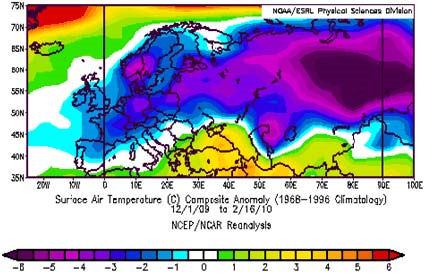 NOAA/ESRL Physical Sciences Division
75N
70N
65N
60N
55N
50N
45N
40N
35N
20W 10W 0 10E 20E 30E 40E 50E 60E 70E 80E 90E 100E
Surface Air Temperature (C) Composite Anomaly (1968-1996 Climatology)
12/1/09 to 2/16/10
NCEP/NCAR Reanalysis
-6 -5 -4 -3 -2 -1 0 1 2 3 4 5 6